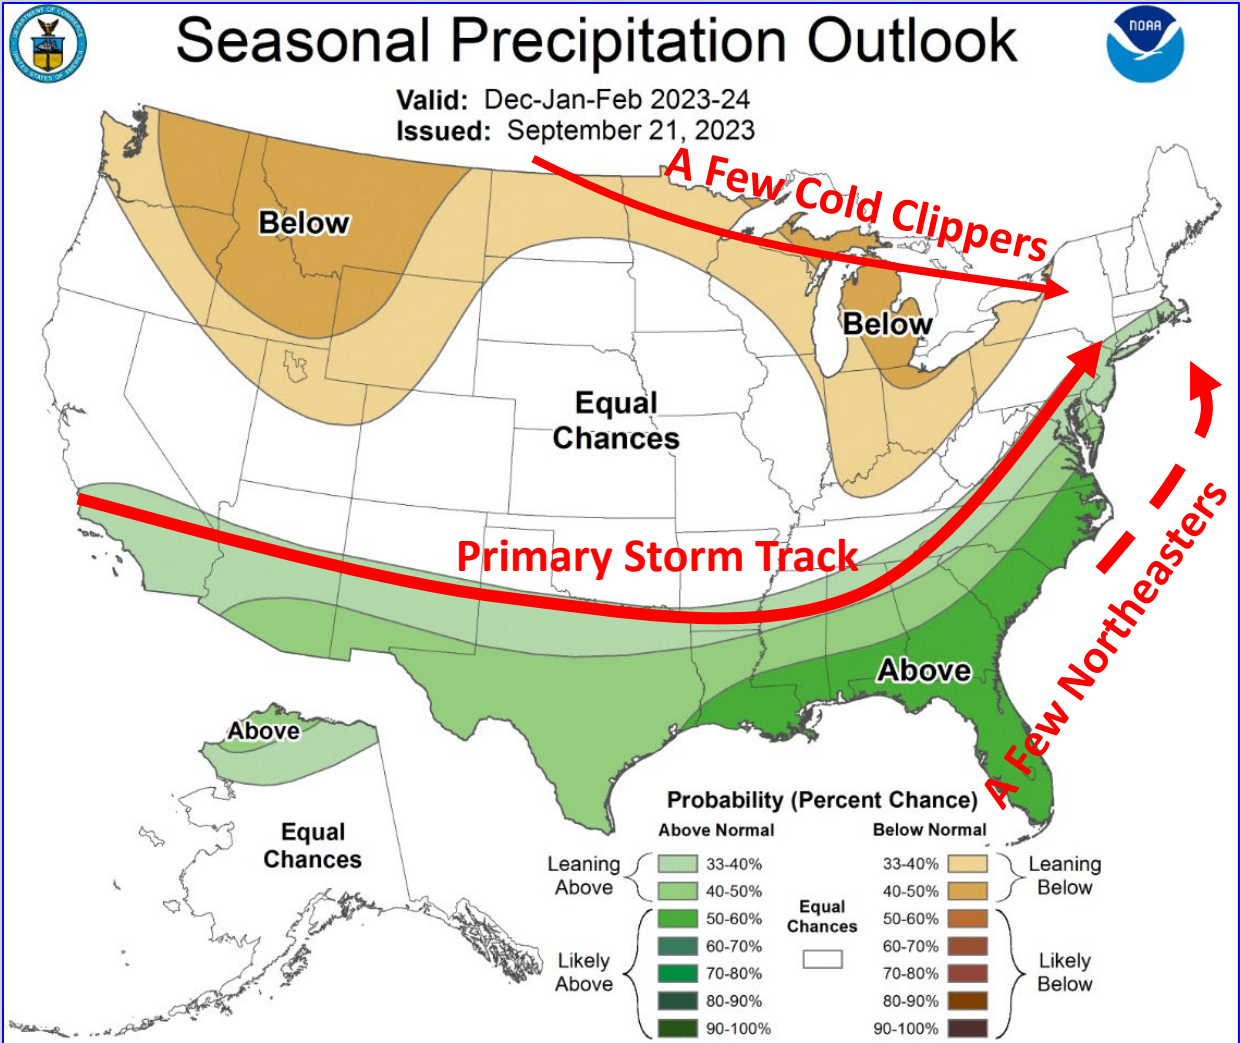 Seasonal Precipitation Outlook
NOAA
Valid: Dec-Jan-Feb 2023-24
Issued: September 21, 2023
A Few Cold Clippers
Below
Below
Equal
Chances
Primary Storm Track
Above
A Few Northeasters
Above
Equal
Chances
Probability (Percent Chance)
Above Normal
Below Normal
Leaning
Above
33-40%
40-50%
Likely
Above
50-60%
60-70%
70-80%
80-90%
90-100%
Equal
Chances
33-40%
40-50%
Leaning
Below
50-60%
60-70%
70-80%
80-90%
90-100%
Likely
Below